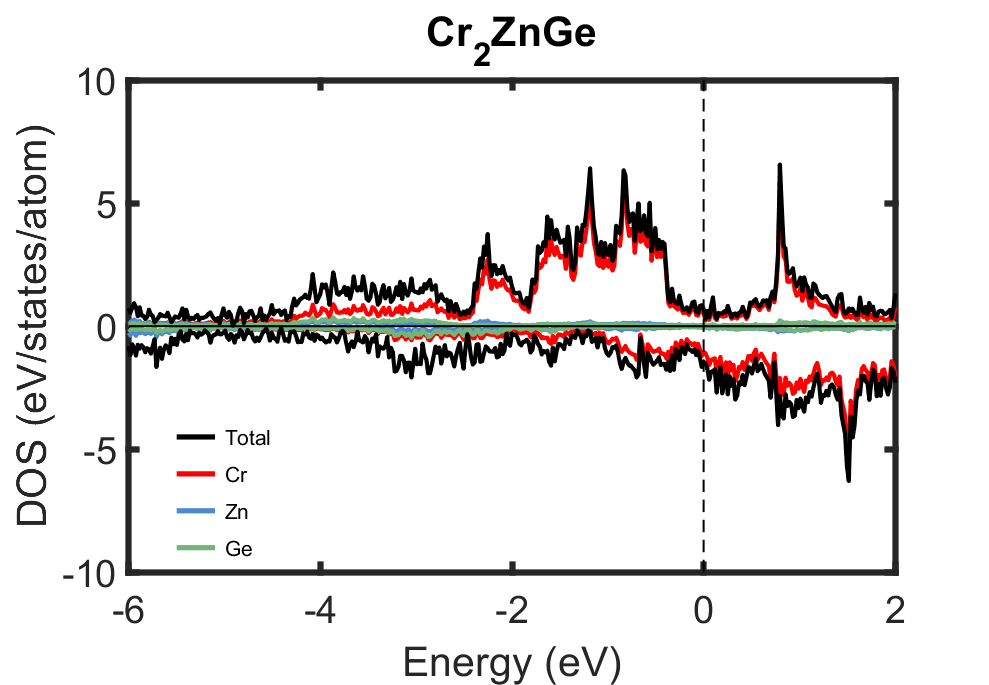 Cr₂ZnGe
DOS (eV/states/atom)
10
5
0
-5
-10
Total
Cr
Zn
Ge
-6 -4 -2 0 2
Energy (eV)